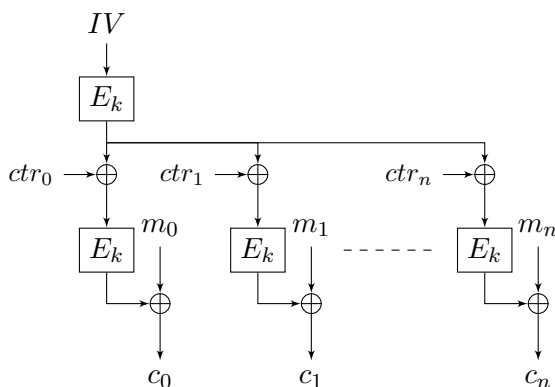 IV
E_k
ctr_0 ctr_1 ctr_n
E_k m_0 E_k m_1 E_k m_n
c_0 c_1 c_n